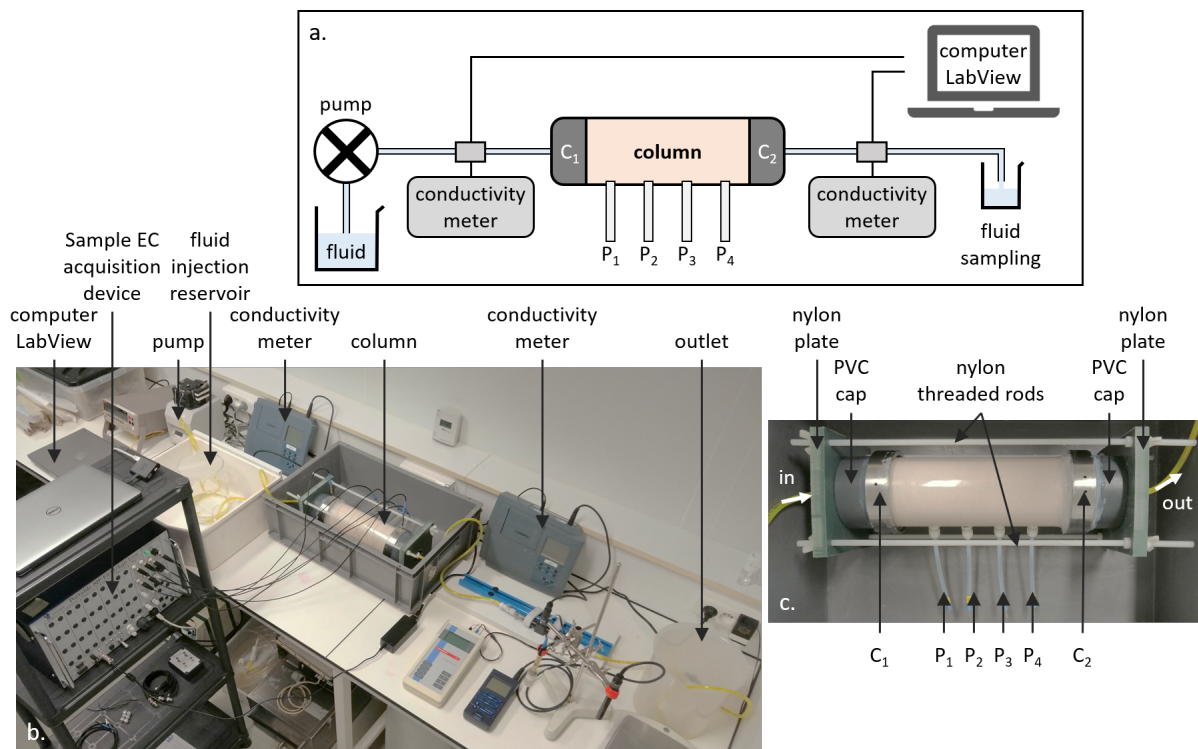 a.
computer
LabView
pump
C₁
column
C₂
conductivity
meter
conductivity
meter
fluid
P₁ P₂ P₃ P₄
fluid
sampling
Sample EC
acquisition
device
fluid
injection
reservoir
computer
LabView
pump
conductivity
meter
column
conductivity
meter
outlet
b.
nylon
plate
nylon
plate
PVC
cap
nylon
threaded rods
PVC
cap
in
out
c.
C₁
P₁ P₂ P₃ P₄
C₂